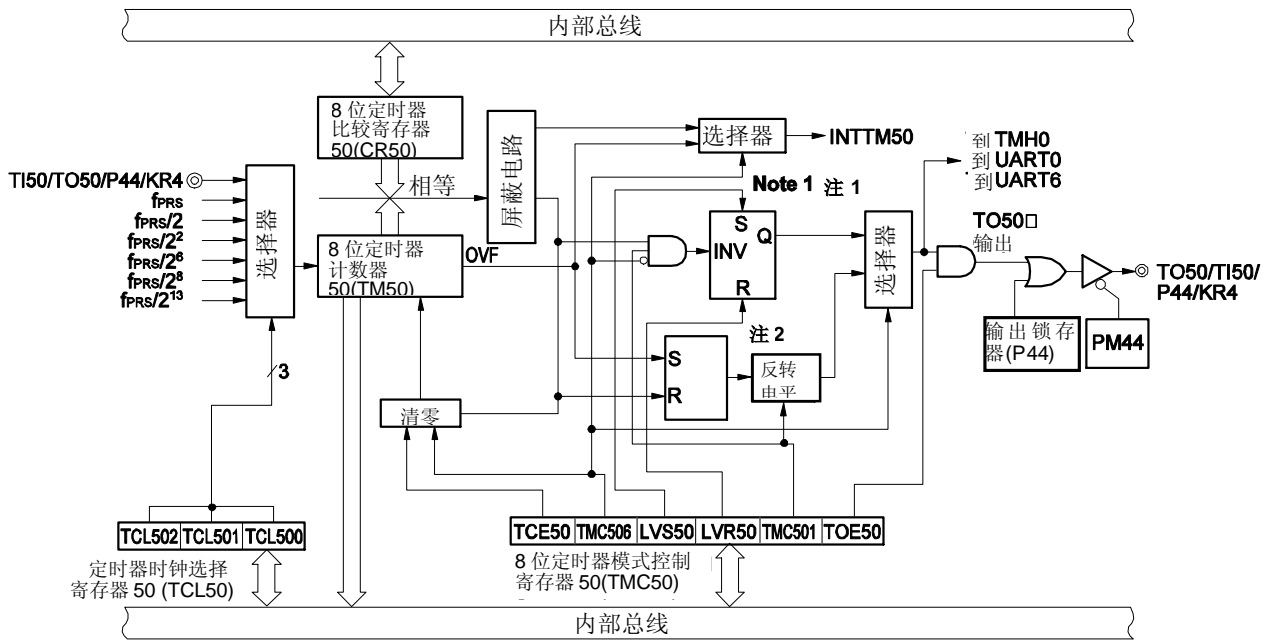 内部总线
8 位定时器
比较寄存器
50(CR50)
屏蔽电路
选择器
INTTM50
到 TMH0
到 UART0
到UART6
TI50/TO50/P44/KR4
fPRS
fPRS/2
fPRS/2²
fPRS/2⁶
fPRS/2⁸
fPRS/2¹³
选择器
相等
Note 1 注 1
8 位定时器
计数器
50(TM50)
OVF
S
INV
Q
R
选择器
TO50□
输出
TO50/TI50/
P44/KR4
注 2
输出锁存
器(P44)
PM44
3
S
R
反转
电平
清零
TCL502 TCL501 TCL500
TCE50 TMC506 LVS50 LVR50 TMC501 TOE50
定时器时钟选择
寄存器 50 (TCL50)
8 位定时器模式控制
寄存器 50(TMC50)
内部总线